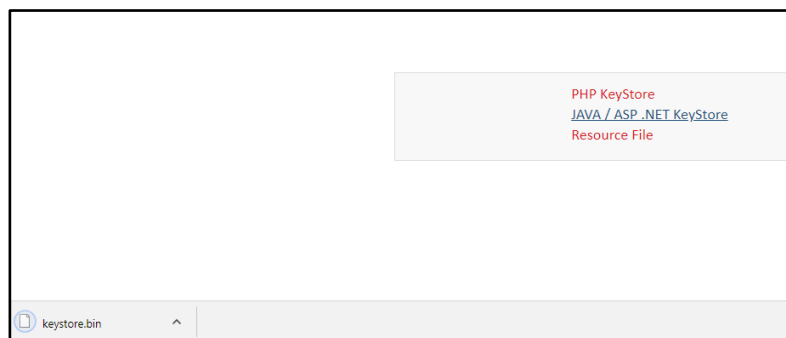 PHP KeyStore
JAVA / ASP .NET KeyStore
Resource File
keystore.bin